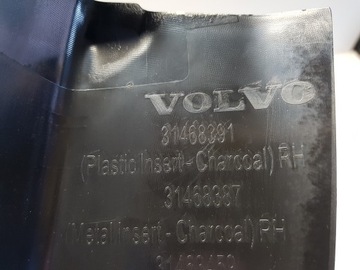 VOLVO
31468391
(Plastic Insert - Charcoal) RH
31468387
(Metal Insert - Charcoal) RH